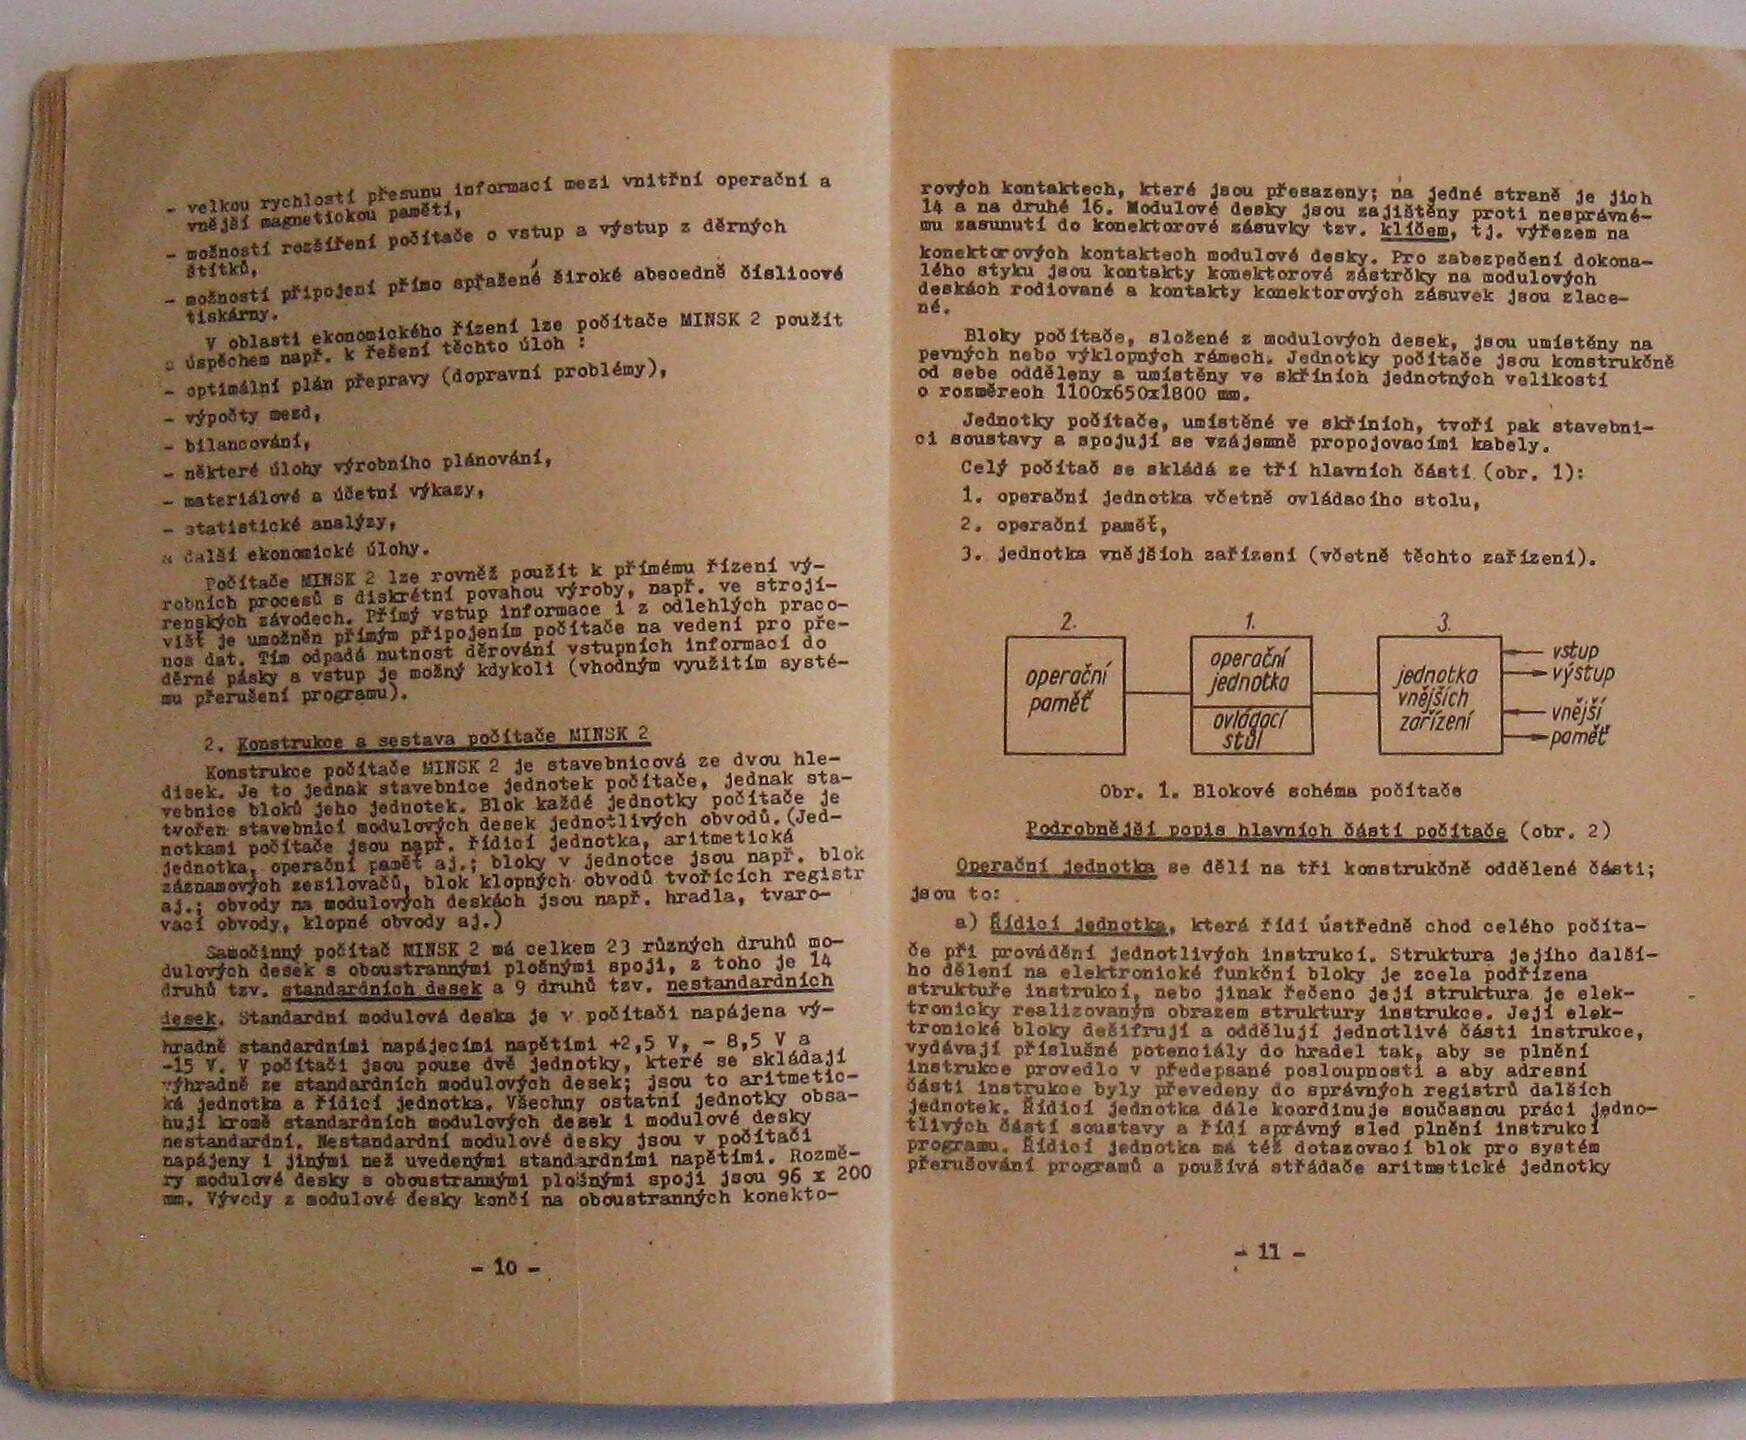 - velkou rychlostí přesunu informací mezi vnitřní operační a
vnější magnetickou pamětí,
- možností rozšíření počítače o vstup a výstup z děrných
štítků,
- možností připojení přímo spřažené široké abecedně číslicové
tiskárny.
V oblasti ekonomického řízení lze počítače MINSK 2 použít
s úspěchem např. k řešení těchto úloh :
- optimální plán přepravy (dopravní problémy),
- výpočty mezd,
- bilancování,
- některé úlohy výrobního plánování,
- materiálové a účetní výkazy,
- statistické analýzy,
a další ekonomické úlohy.
Počítače MINSK 2 lze rovněž použít k přímému řízení vý-
robních procesů s diskrétní povahou výroby, např. ve strojí-
renských závodech. Přímý vstup informace i z odlehlých praco-
višť je umožněn přímým připojením počítače na vedení pro pře-
nos dat. Tím odpadá nutnost děrování vstupních informací do
děrné pásky a vstup je možný kdykoli (vhodným využitím systé-
mu přerušení programu).
2. Konstrukce a sestava počítače MINSK 2
Konstrukce počítače MINSK 2 je stavebnicová ze dvou hle-
disek. Je to jednak stavebnice jednotek počítače, jednak sta-
vebnice bloků jeho jednotek. Blok každé jednotky počítače je
tvořen stavebnicí modulových desek jednotlivých obvodů. (Jed-
notkami počítače jsou např. řídicí jednotka, aritmetická
jednotka, operační paměť aj.; bloky v jednotce jsou např. blok
záznamových zesilovačů, blok klopných obvodů tvořících registr
aj.; obvody na modulových deskách jsou např. hradla, tvaro-
vací obvody, klopné obvody aj.)
Samočinný počítač MINSK 2 má celkem 23 různých druhů mo-
dulových desek s oboustrannými plošnými spoji, z toho je 14
druhů tzv. standardních desek a 9 druhů tzv. nestandardních
desek. Standardní modulová deska je v počítači napájena vý-
hradně standardními napájecími napětími +2,5 V, - 8,5 V a
-15 V. V počítači jsou pouze dvě jednotky, které se skládají
výhradně ze standardních modulových desek; jsou to aritmetic-
ká jednotka a řídicí jednotka. Všechny ostatní jednotky obsa-
hují kromě standardních modulových desek i modulové desky
nestandardní. Nestandardní modulové desky jsou v počítači
napájeny i jinými než uvedenými standardními napětími. Rozmě-
ry modulové desky s oboustrannými plošnými spoji jsou 96 x 200
mm. Vývody z modulové desky končí na oboustranných konekto-
- 10 -
rových kontaktech, které jsou přesazeny; na jedné straně je jich
14 a na druhé 16. Modulové desky jsou zajištěny proti nesprávné-
mu zasunutí do konektorové zásuvky tzv. klíčem, tj. výřezem na
konektorových kontaktech modulové desky. Pro zabezpečení dokona-
lého styku jsou kontakty konektorové zástrčky na modulových
deskách rodiované a kontakty konektorových zásuvek jsou zlace-
né.
Bloky počítače, složené z modulových desek, jsou umístěny na
pevných nebo výklopných rámech. Jednotky počítače jsou konstrukčně
od sebe odděleny a umístěny ve skříních jednotných velikostí
o rozměrech 1100x650x1800 mm.
Jednotky počítače, umístěné ve skříních, tvoří pak stavebni-
ci soustavy a spojují se vzájemně propojovacími kabely.
Celý počítač se skládá ze tří hlavních částí (obr. 1):
1. operační jednotka včetně ovládacího stolu,
2. operační paměť,
3. jednotka vnějších zařízení (včetně těchto zařízení).
2. 1. 3.
operační
paměť
operační
jednotka
ovládací
stůl
jednotka
vnějších
zařízení
vstup
výstup
vnější
paměť
Obr. 1. Blokové schéma počítače
Podrobnější popis hlavních částí počítače (obr. 2)
Operační jednotka se dělí na tři konstrukčně oddělené části;
jsou to:
a) Řídicí jednotka, která řídí ústředně chod celého počíta-
če při provádění jednotlivých instrukcí. Struktura jejího další-
ho dělení na elektronické funkční bloky je zcela podřízena
struktuře instrukcí, nebo jinak řečeno její struktura je elek-
tronicky realizovaným obrazem struktury instrukce. Její elek-
tronické bloky dešifrují a oddělují jednotlivé části instrukce,
vydávají příslušné potenciály do hradel tak, aby se plnění
instrukce provedlo v předepsané posloupnosti a aby adresní
části instrukce byly převedeny do správných registrů dalších
jednotek. Řídicí jednotka dále koordinuje současnou práci jedno-
tlivých částí soustavy a řídí správný sled plnění instrukcí
programu. Řídicí jednotka má též dotazovací blok pro systém
přerušování programů a používá střádače aritmetické jednotky
- 11 -